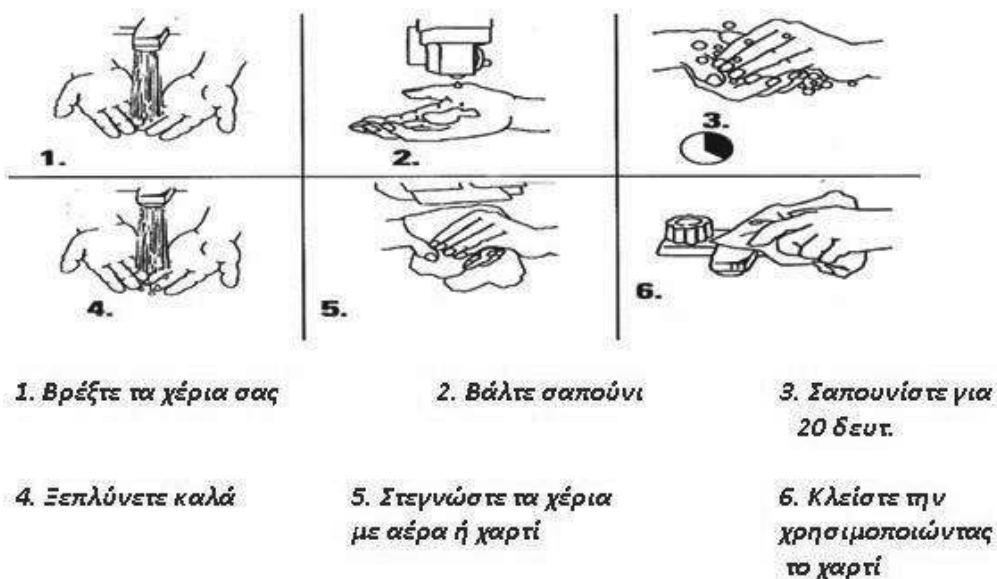 1.
2.
3.
4.
5.
6.
1. Βρέξτε τα χέρια σας
2. Βάλτε σαπούνι
3. Σαπουνίστε για
20 δευτ.
4. Ξεπλύνετε καλά
5. Στεγνώστε τα χέρια
με αέρα ή χαρτί
6. Κλείστε την
χρησιμοποιώντας
το χαρτί